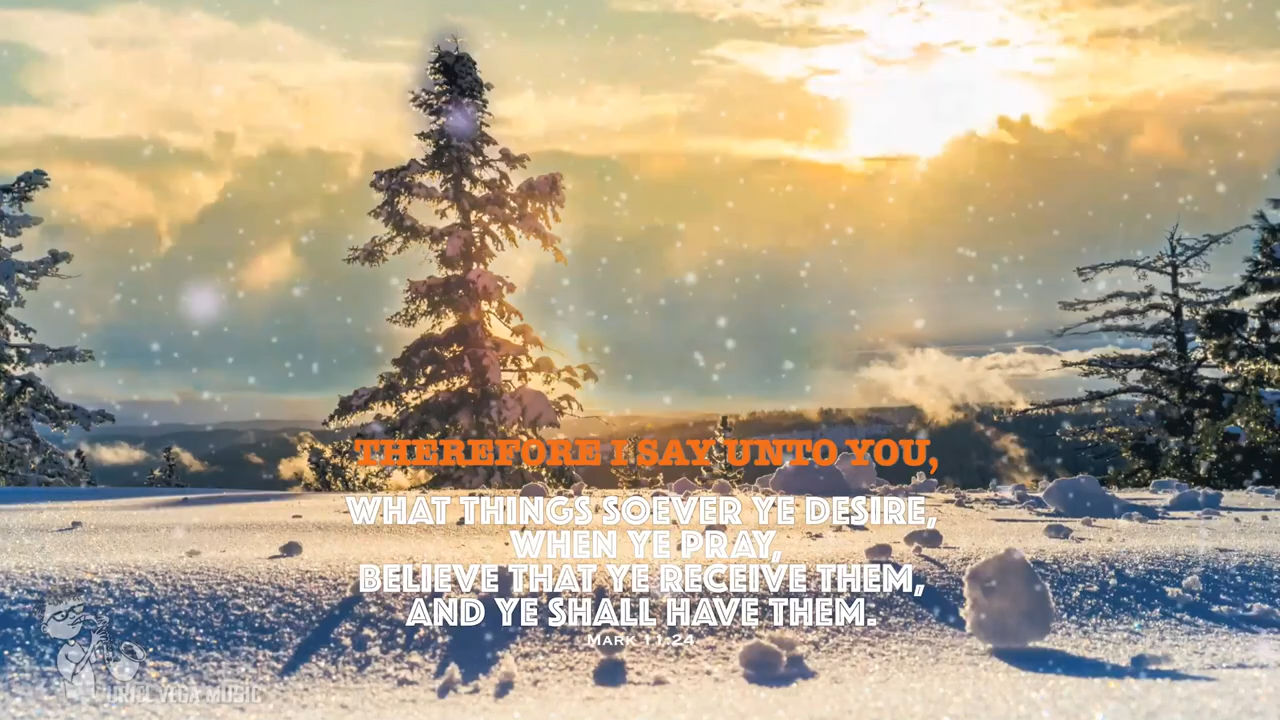 THEREFORE I SAY UNTO YOU,
WHAT THINGS SOEVER YE DESIRE,
WHEN YE PRAY,
BELIEVE THAT YE RECEIVE THEM,
AND YE SHALL HAVE THEM.
MARK 11:24
URIEL VEGA MUSIC